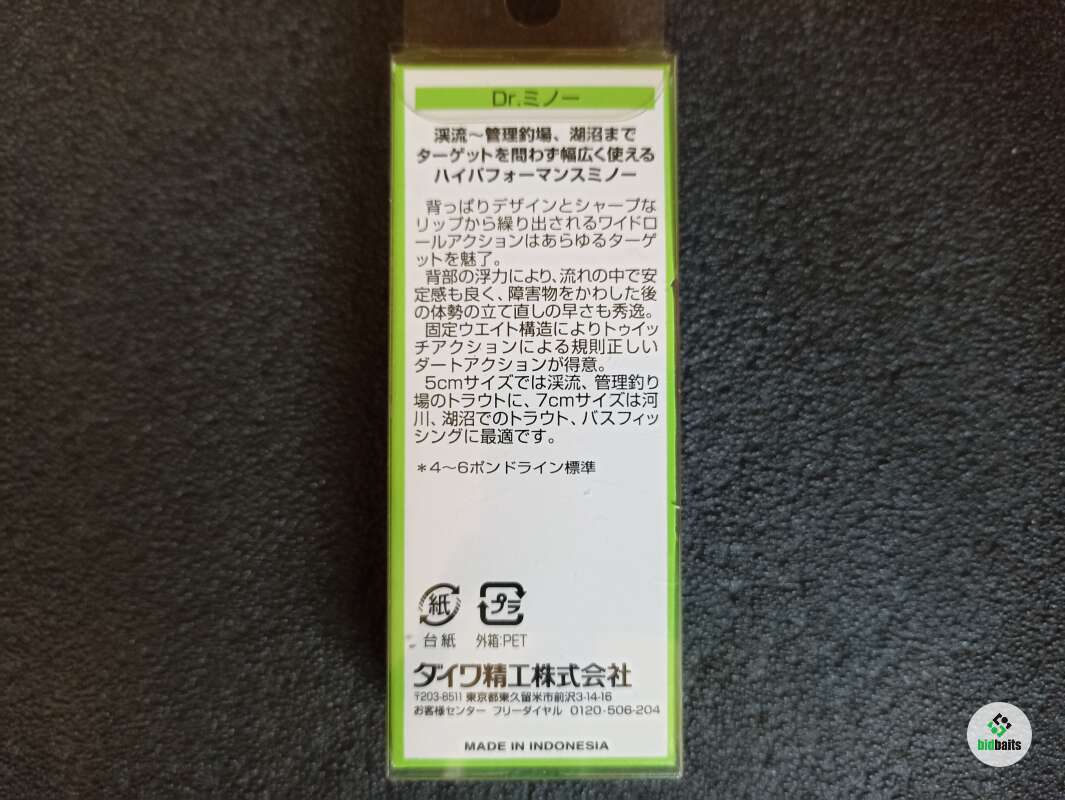 Dr.ミノー
渓流～管理釣場、湖沼まで
ターゲットを問わず幅広く使える
ハイパフォーマンスミノー
背っぱりデザインとシャープな
リップから繰り出されるワイドロ
ールアクションはあらゆるターゲ
ットを魅了。
背部の浮力により、流れの中で安
定感も良く、障害物をかわした後
の体勢の立て直しの早さも秀逸。
固定ウエイト構造によりトゥイッ
チアクションによる規則正しい
ダートアクションが得意。
5cmサイズでは渓流、管理釣り
場のトラウトに、7cmサイズは河
川、湖沼でのトラウト、バスフィッ
シングに最適です。
＊4～6ポンドライン標準
紙 プラ
台紙 外箱:PET
ダイワ精工株式会社
〒203-8511 東京都東久留米市前沢3-14-16
お客様センター フリーダイヤル 0120-506-204
MADE IN INDONESIA
bidbaits